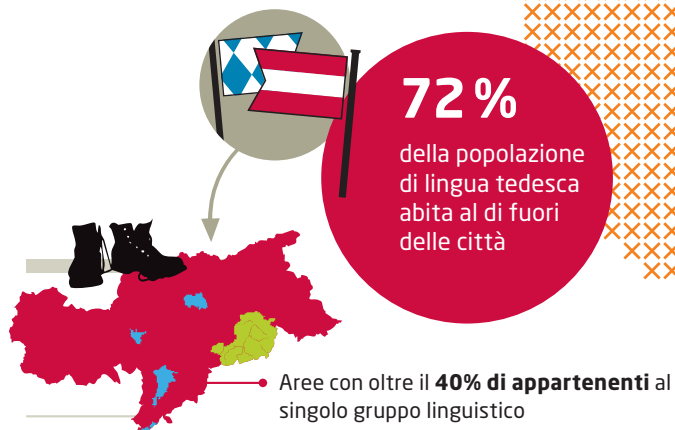 72 %
della popolazione
di lingua tedesca
abita al di fuori
delle città
Aree con oltre il 40% di appartenenti al
singolo gruppo linguistico